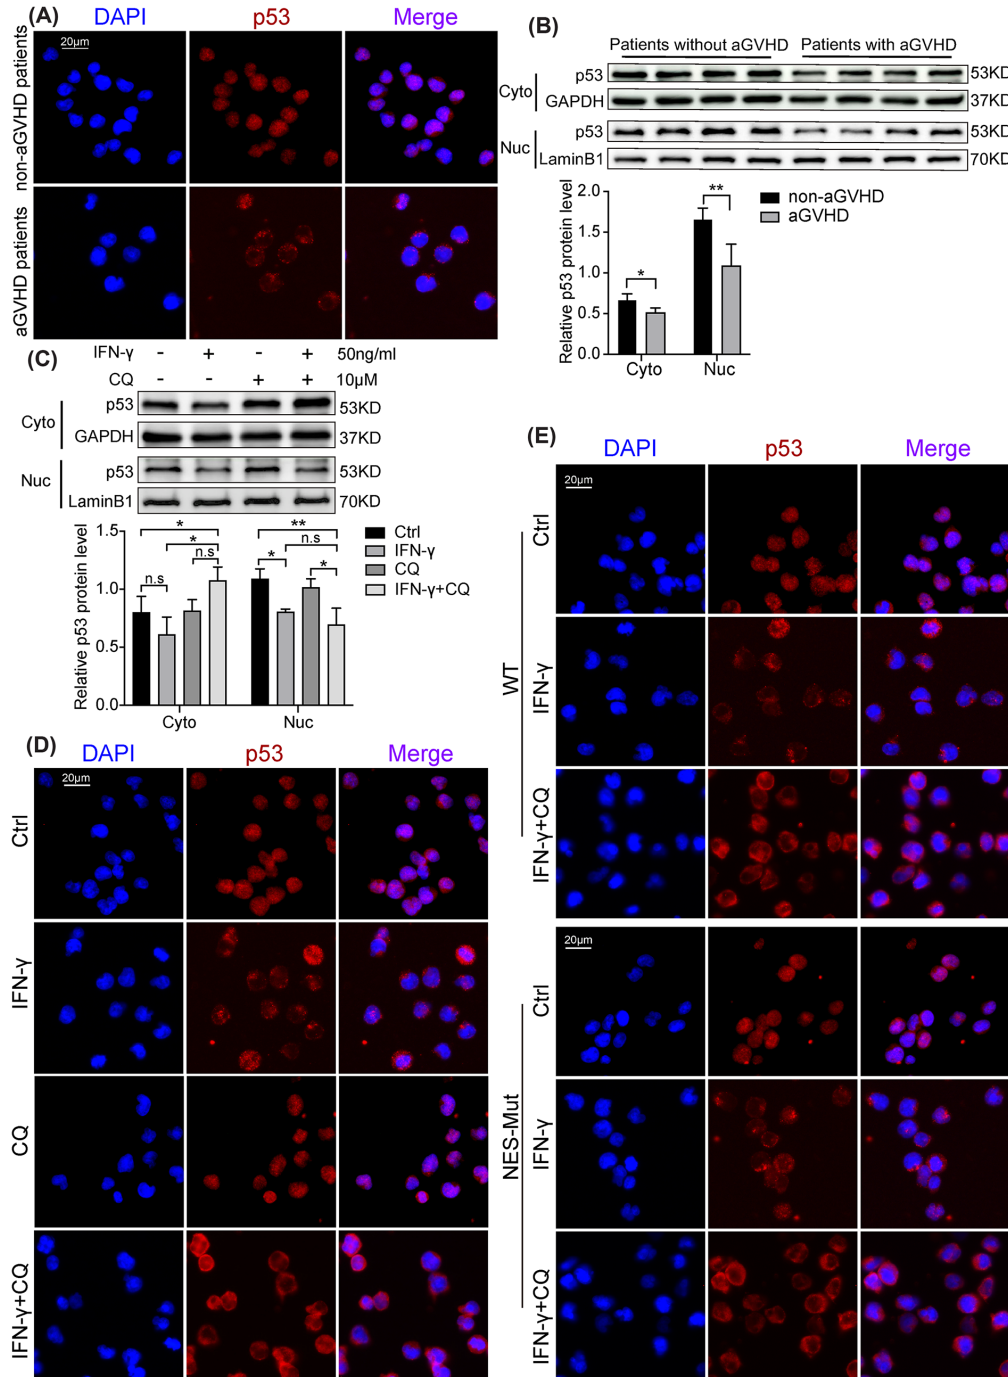 (A)
DAPI p53 Merge
20μm
non-aGVHD patients
aGVHD patients
(B)
Patients without aGVHD Patients with aGVHD
Cyto
p53 53KD
GAPDH 37KD
Nuc
p53 53KD
LaminB1 70KD
Relative p53 protein level
2.0
1.5
1.0
0.5
0.0
* **
non-aGVHD
aGVHD
Cyto Nuc
(C)
IFN-γ - + - + 50ng/ml
CQ - - + + 10μM
Cyto
p53 53KD
GAPDH 37KD
Nuc
p53 53KD
LaminB1 70KD
Relative p53 protein level
1.5
1.0
0.5
0.0
* **
* n.s
n.s n.s * *
Ctrl
IFN-γ
CQ
IFN-γ+CQ
Cyto Nuc
(D)
DAPI p53 Merge
20μm
Ctrl
IFN-γ
CQ
IFN-γ+CQ
(E)
DAPI p53 Merge
20μm
WT
Ctrl
IFN-γ
IFN-γ+CQ
20μm
NES-Mut
Ctrl
IFN-γ
IFN-γ+CQ